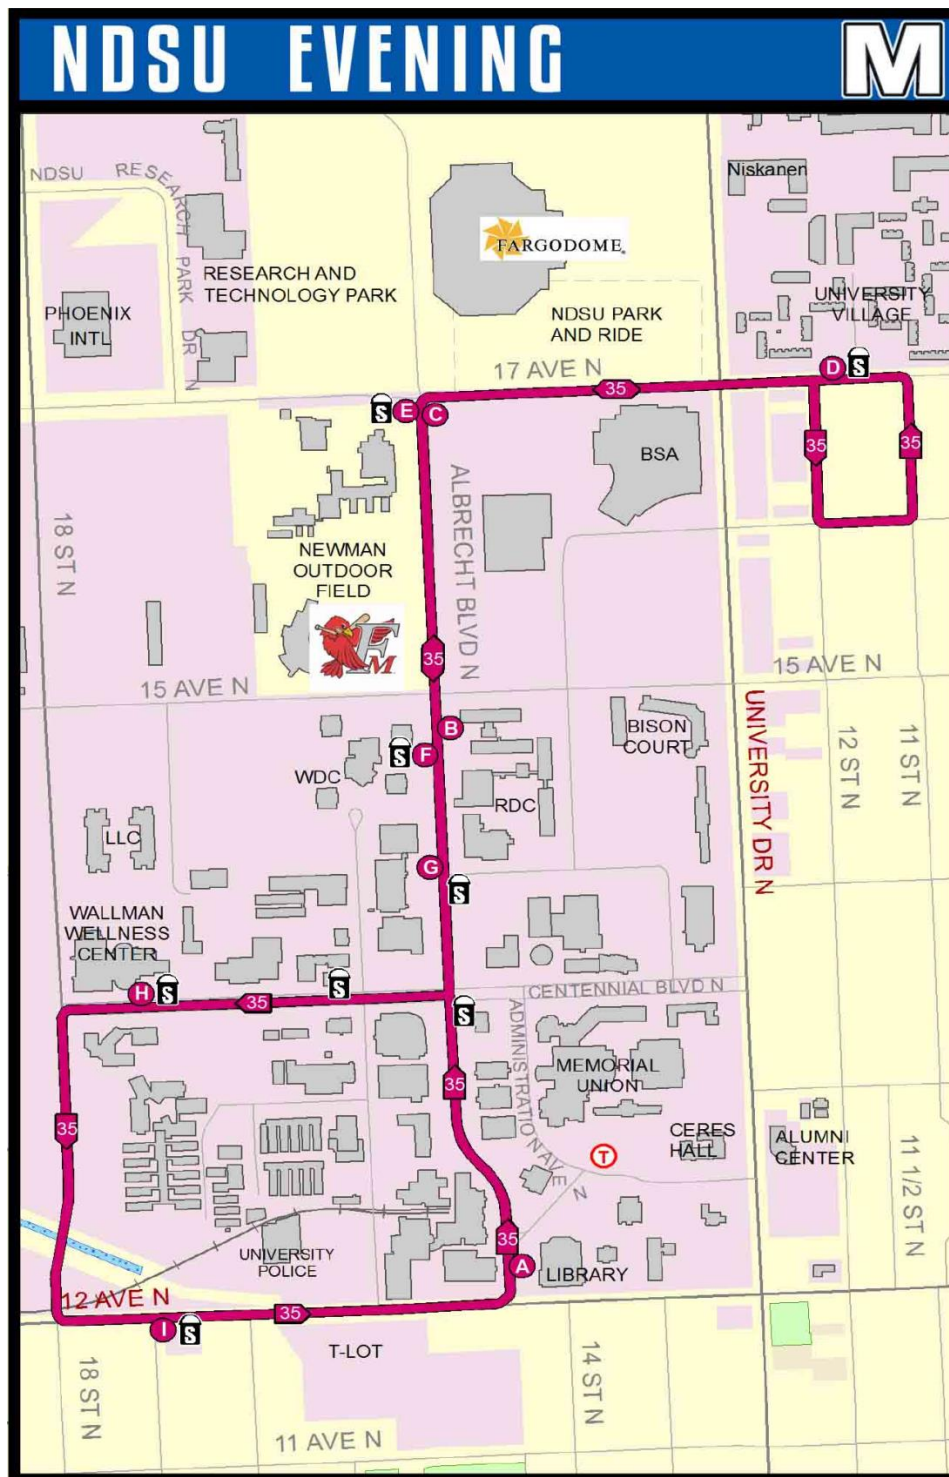 NDSU EVENING M
Niskanen
NDSU RESEARCH PARK DR N
FARGODOME
RESEARCH AND
TECHNOLOGY PARK
UNIVERSITY
VILLAGE
PHOENIX
INTL
NDSU PARK
AND RIDE
D S
17 AVE N
35
S E C
35 35
BSA
ALBRECHT BLVD N
18 ST N
NEWMAN
OUTDOOR
FIELD
FM
35
15 AVE N
15 AVE N
UNIVERSITY DR N
12 ST N
11 ST N
B
BISON
COURT
S F
WDC
RDC
LLC
G
S
WALLMAN
WELLNESS
CENTER
H S
S
35
CENTENNIAL BLVD N
S
ADMINISTRATION AVE N
MEMORIAL
UNION
35
35
CERES
HALL
ALUMNI
CENTER
T
11 1/2 ST N
35
UNIVERSITY
POLICE
A
LIBRARY
12 AVE N
35
I S
T-LOT
18 ST N
14 ST N
11 AVE N